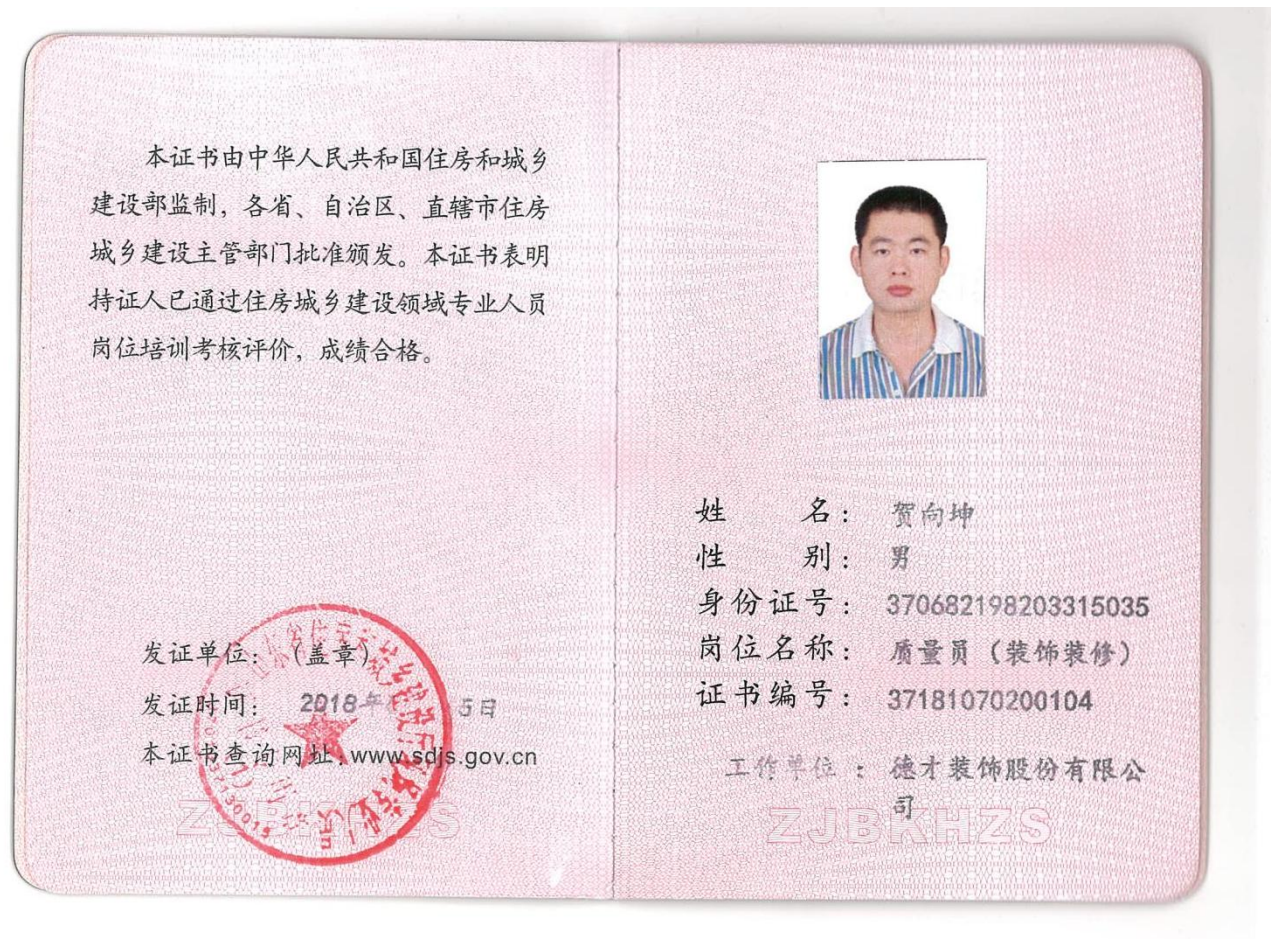 本证书由中华人民共和国住房和城乡
建设部监制，各省、自治区、直辖市住房
城乡建设主管部门批准颁发。本证书表明
持证人已通过住房城乡建设领域专业人员
岗位培训考核评价，成绩合格。
发证单位：（盖章）
发证时间： 2018年 5日
本证书查询网址：www.sdjs.gov.cn
ZJBKHZS
姓 名： 贺向坤
性 别： 男
身份证号： 370682198203315035
岗位名称： 质量员（装饰装修）
证书编号： 37181070200104
工作单位： 德才装饰股份有限公
司
ZJBKHZS